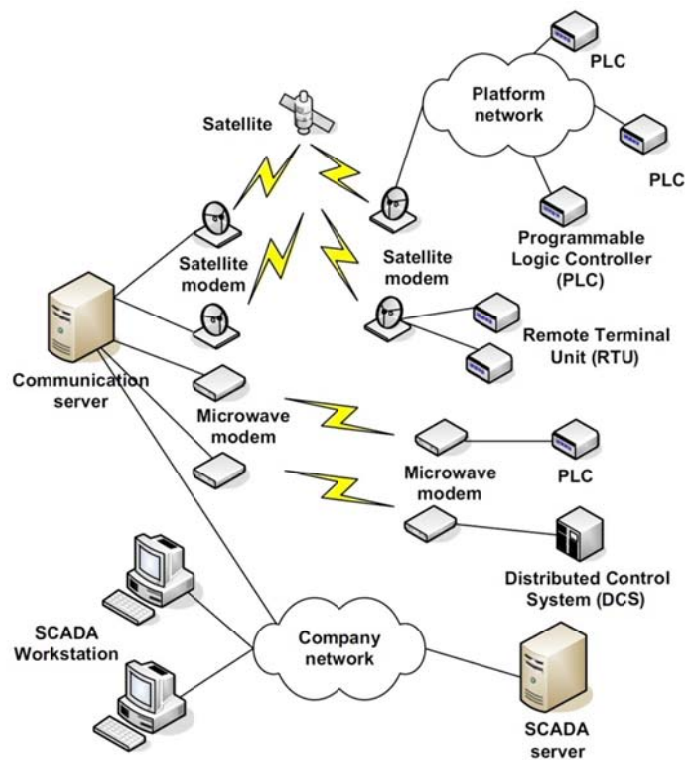 PLC
Platform
network
Satellite
PLC
Programmable
Logic Controller
(PLC)
Satellite
modem
Satellite
modem
Remote Terminal
Unit (RTU)
Communication
server
Microwave
modem
Microwave
modem
PLC
Distributed Control
System (DCS)
SCADA
Workstation
Company
network
SCADA
server